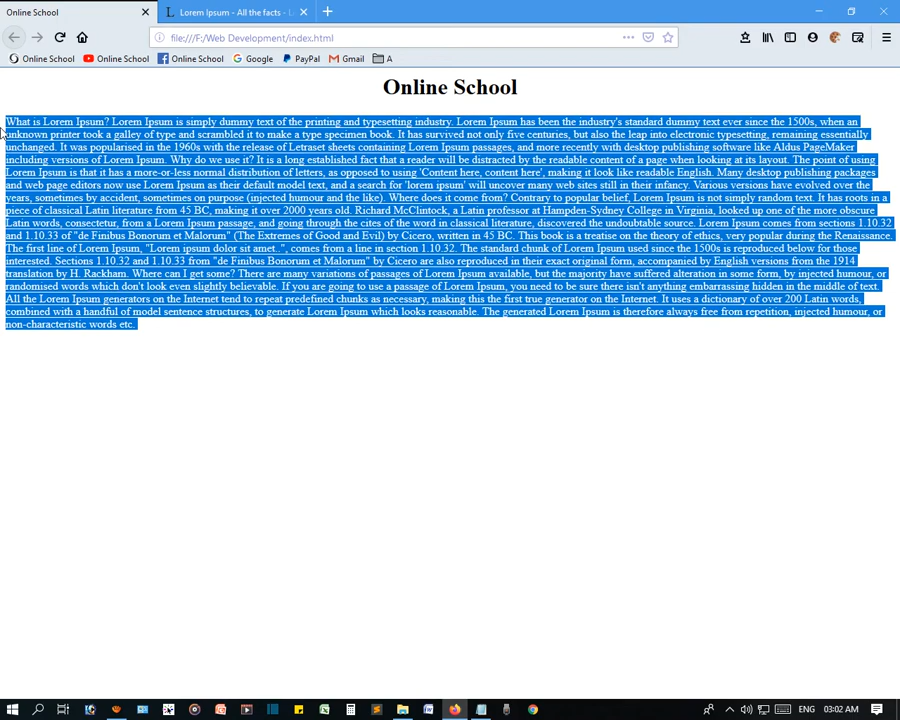 Online School
Lorem Ipsum - All the facts - L
file:///F:/Web Development/index.html
Online School YouTube Online School Google PayPal Gmail A
Online School
What is Lorem Ipsum? Lorem Ipsum is simply dummy text of the printing and typesetting industry. Lorem Ipsum has been the industry's standard dummy text ever since the 1500s, when an
unknown printer took a galley of type and scrambled it to make a type specimen book. It has survived not only five centuries, but also the leap into electronic typesetting, remaining essentially
unchanged. It was popularised in the 1960s with the release of Letraset sheets containing Lorem Ipsum passages, and more recently with desktop publishing software like Aldus PageMaker
including versions of Lorem Ipsum. Why do we use it? It is a long established fact that a reader will be distracted by the readable content of a page when looking at its layout. The point of using
Lorem Ipsum is that it has a more-or-less normal distribution of letters, as opposed to using 'Content here, content here', making it look like readable English. Many desktop publishing packages
and web page editors now use Lorem Ipsum as their default model text, and a search for 'lorem ipsum' will uncover many web sites still in their infancy. Various versions have evolved over the
years, sometimes by accident, sometimes on purpose (injected humour and the like). Where does it come from? Contrary to popular belief, Lorem Ipsum is not simply random text. It has roots in a
piece of classical Latin literature from 45 BC, making it over 2000 years old. Richard McClintock, a Latin professor at Hampden-Sydney College in Virginia, looked up one of the more obscure
Latin words, consectetur, from a Lorem Ipsum passage, and going through the cites of the word in classical literature, discovered the undoubtable source. Lorem Ipsum comes from sections 1.10.32
and 1.10.33 of "de Finibus Bonorum et Malorum" (The Extremes of Good and Evil) by Cicero, written in 45 BC. This book is a treatise on the theory of ethics, very popular during the Renaissance.
The first line of Lorem Ipsum, "Lorem ipsum dolor sit amet..", comes from a line in section 1.10.32. The standard chunk of Lorem Ipsum used since the 1500s is reproduced below for those
interested. Sections 1.10.32 and 1.10.33 from "de Finibus Bonorum et Malorum" by Cicero are also reproduced in their exact original form, accompanied by English versions from the 1914
translation by H. Rackham. Where can I get some? There are many variations of passages of Lorem Ipsum available, but the majority have suffered alteration in some form, by injected humour, or
randomised words which don't look even slightly believable. If you are going to use a passage of Lorem Ipsum, you need to be sure there isn't anything embarrassing hidden in the middle of text.
All the Lorem Ipsum generators on the Internet tend to repeat predefined chunks as necessary, making this the first true generator on the Internet. It uses a dictionary of over 200 Latin words,
combined with a handful of model sentence structures, to generate Lorem Ipsum which looks reasonable. The generated Lorem Ipsum is therefore always free from repetition, injected humour, or
non-characteristic words etc.
ENG 03:02 AM